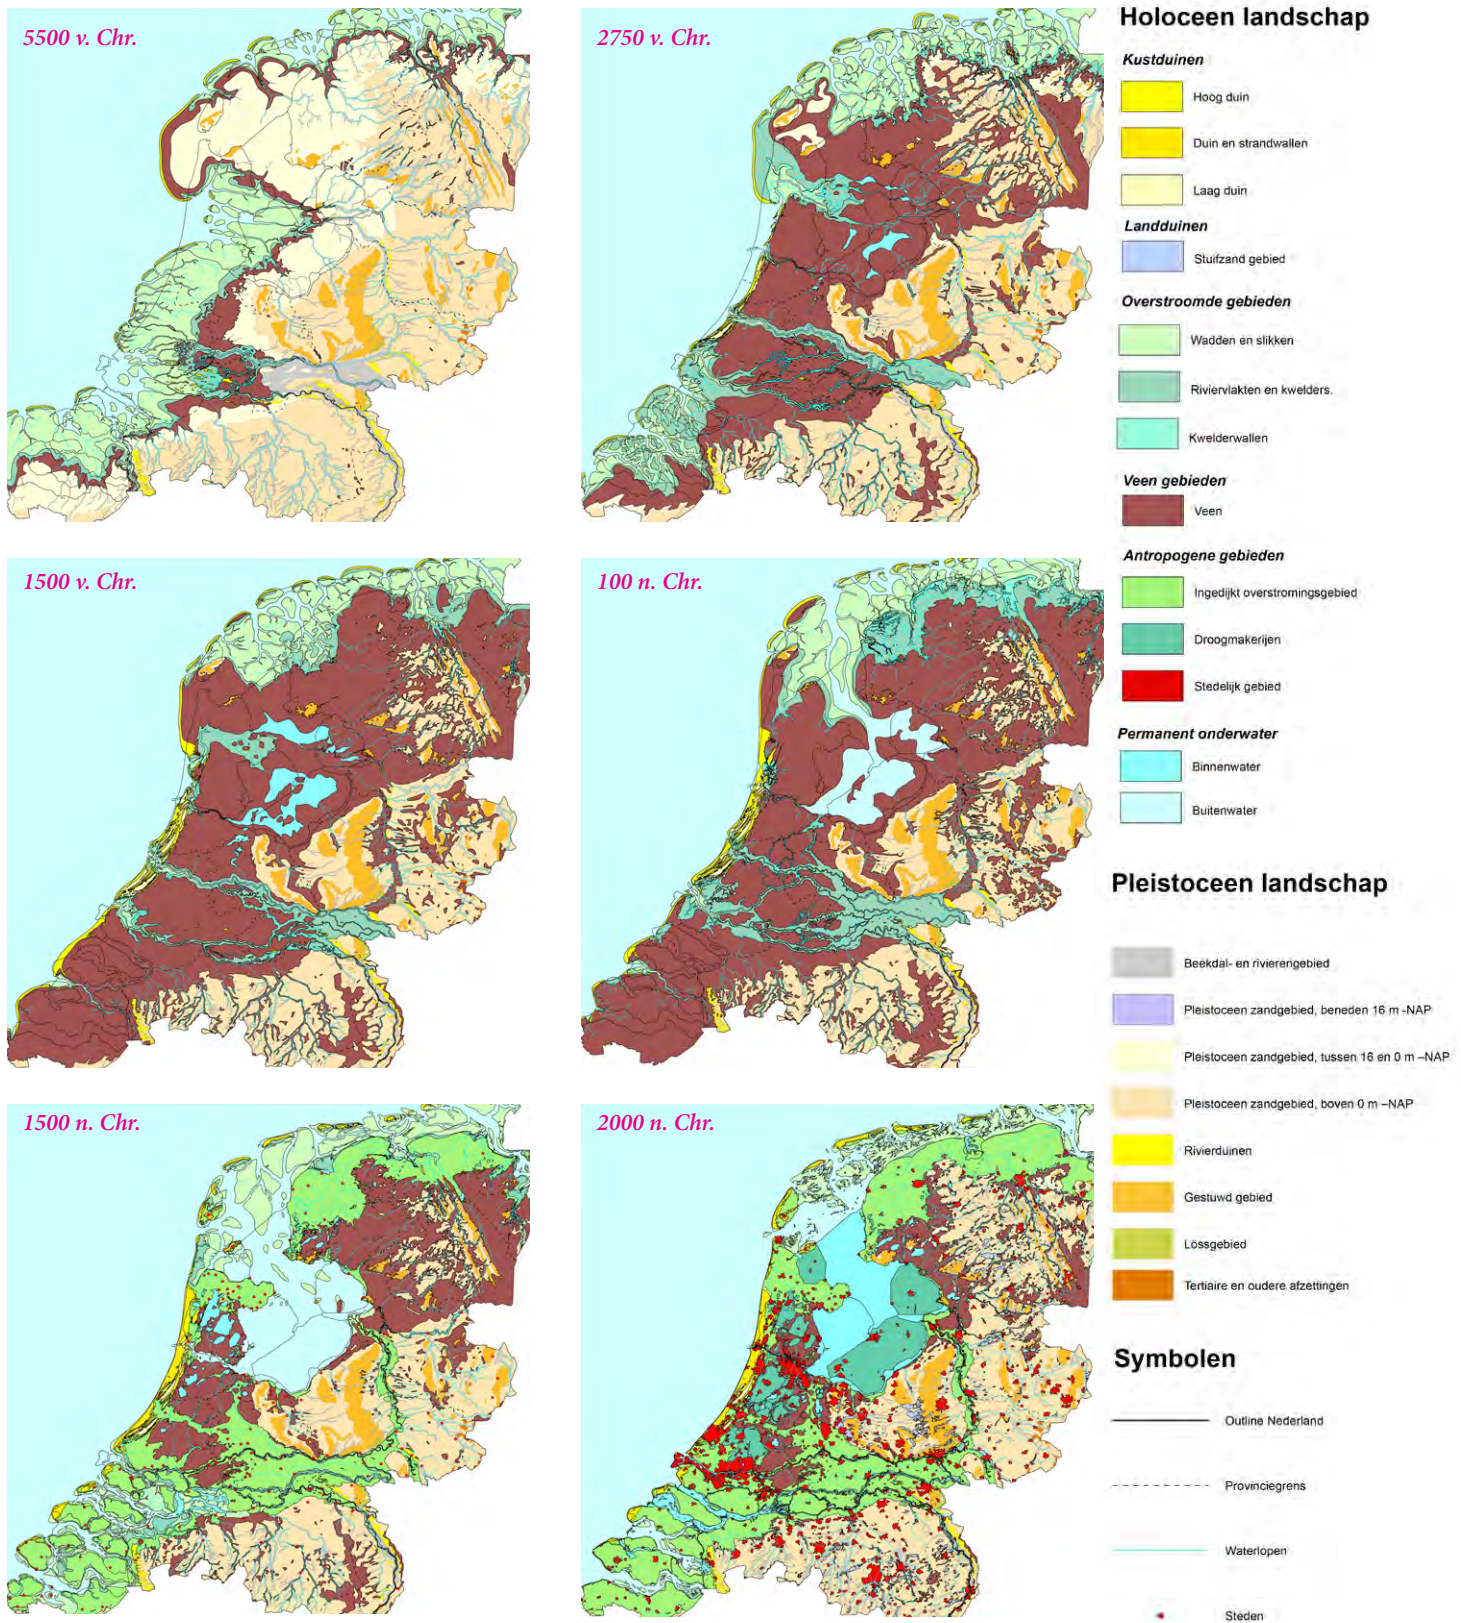 5500 v. Chr.
2750 v. Chr.
1500 v. Chr.
100 n. Chr.
1500 n. Chr.
2000 n. Chr.
Holoceen landschap
Kustduinen
Hoog duin
Duin en strandwallen
Laag duin
Landduinen
Stuifzand gebied
Overstroomde gebieden
Wadden en slikken
Riviervlakten en kwelders.
Kwelderwallen
Veen gebieden
Veen
Antropogene gebieden
Ingedijkt overstromingsgebied
Droogmakerijen
Stedelijk gebied
Permanent onderwater
Binnenwater
Buitenwater
Pleistoceen landschap
Beekdal- en rivierengebied
Pleistoceen zandgebied, beneden 16 m -NAP
Pleistoceen zandgebied, tussen 16 en 0 m –NAP
Pleistoceen zandgebied, boven 0 m –NAP
Rivierduinen
Gestuwd gebied
Lössgebied
Tertiaire en oudere afzettingen
Symbolen
Outline Nederland
Provinciegrens
Waterlopen
Steden